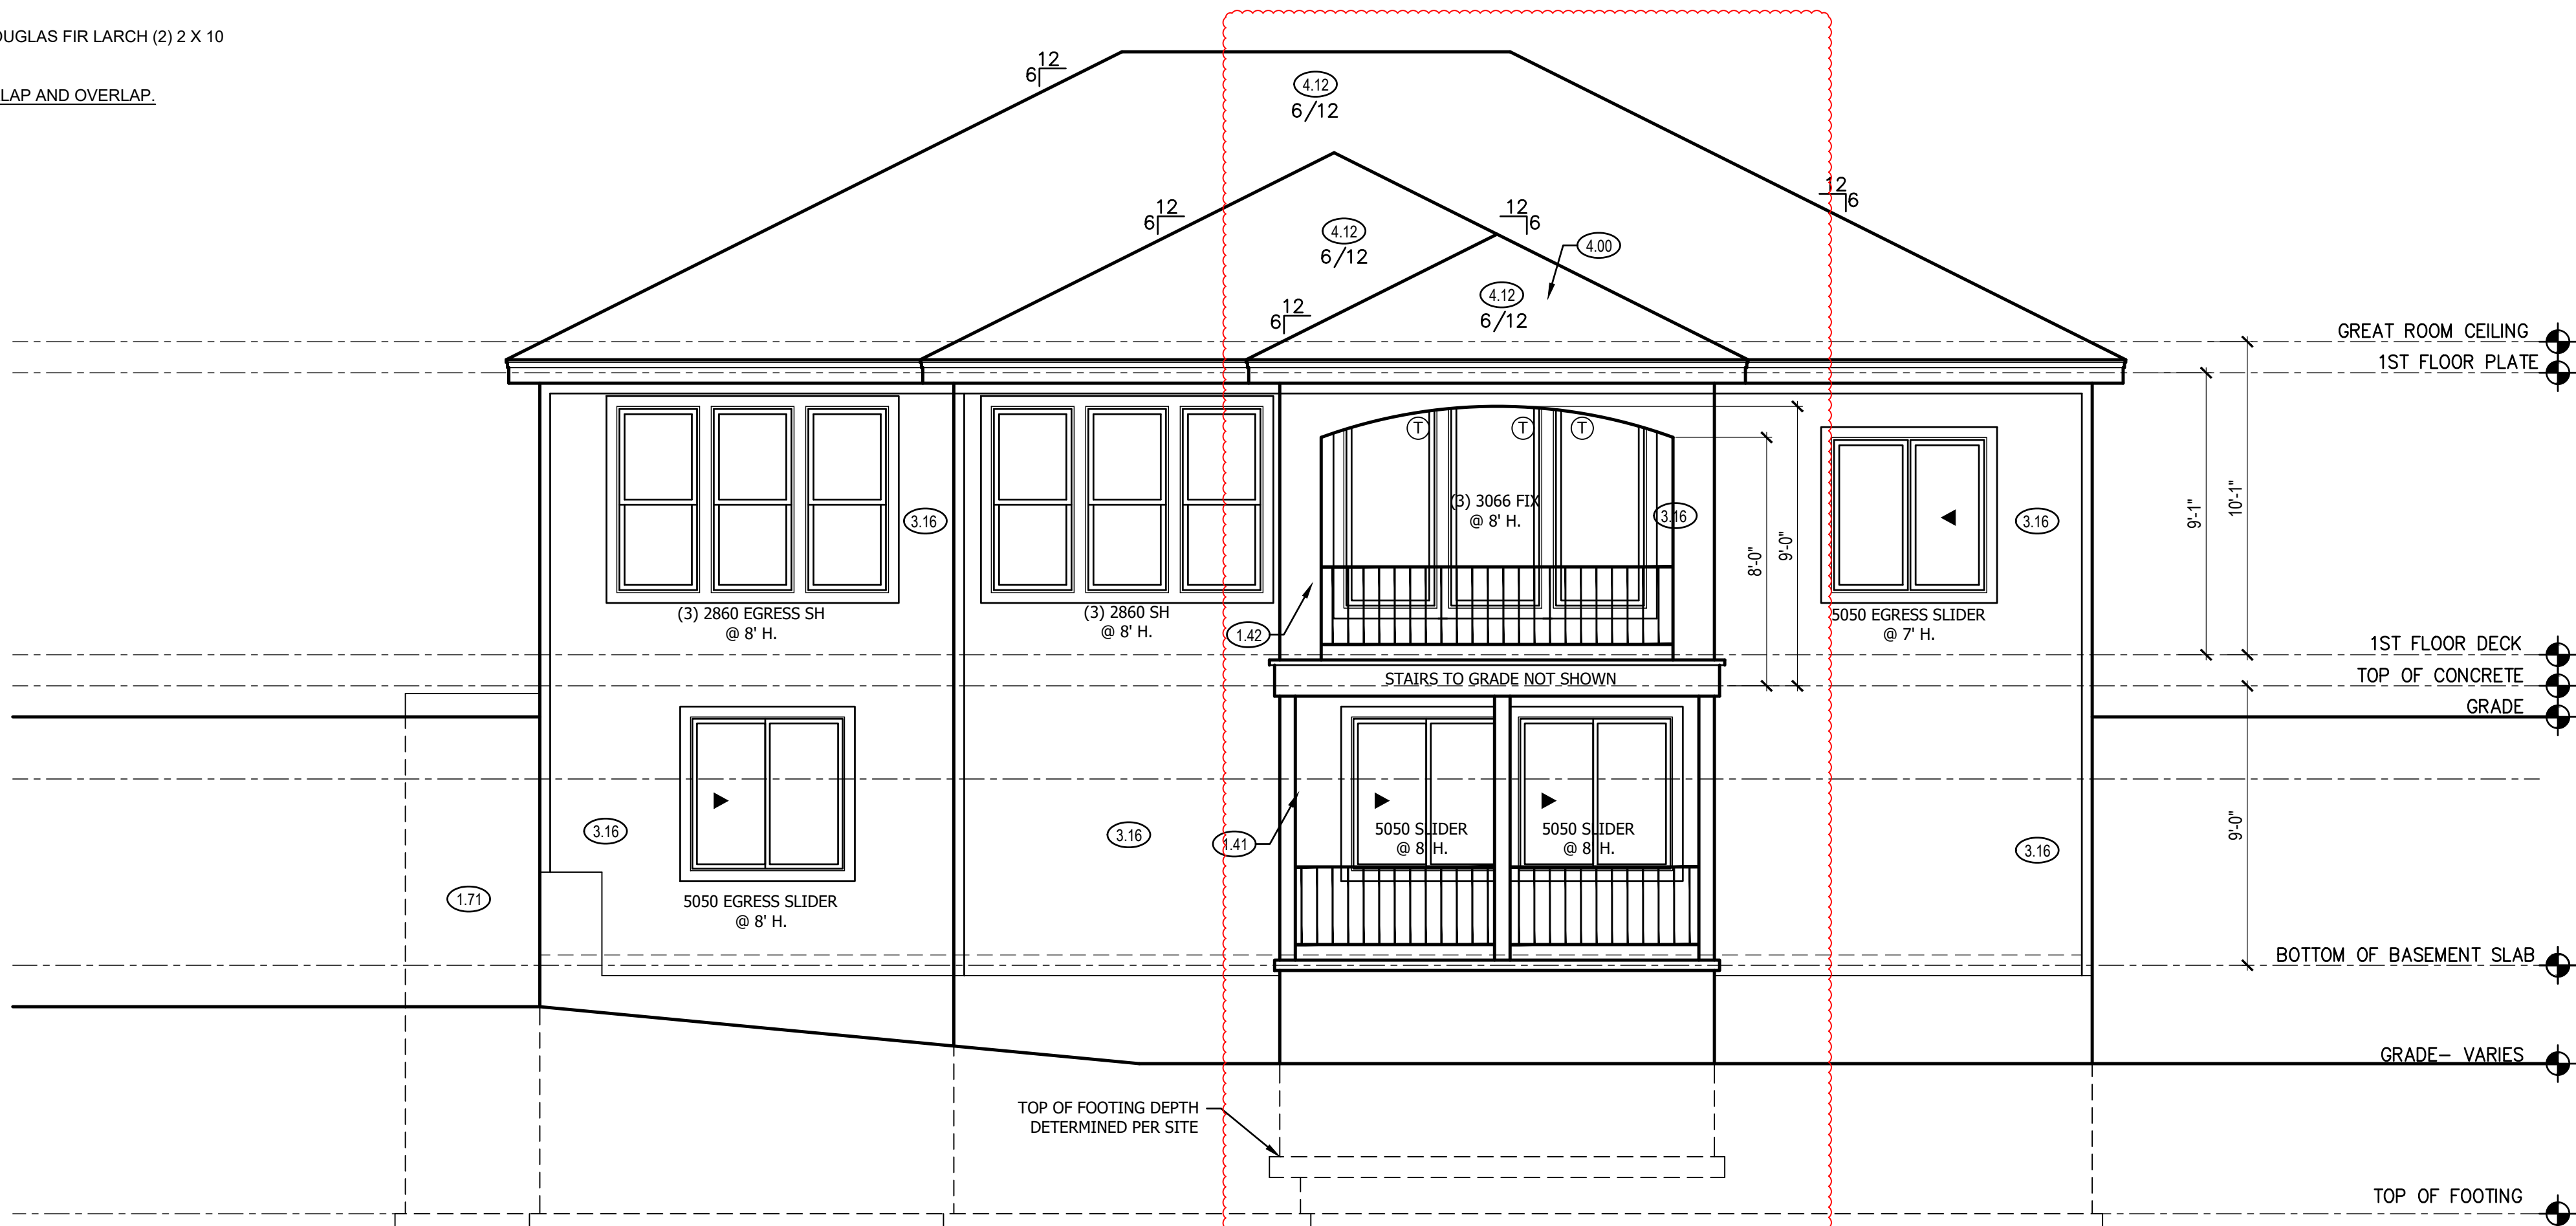 OUGLAS FIR LARCH (2) 2 X 10
LAP AND OVERLAP.
12
6
4.12
6/12
12
6
12
6
12
6
4.12
6/12
4.00
12
6
4.12
6/12
GREAT ROOM CEILING
1ST FLOOR PLATE
T
T
T
3.16
(3) 3066 FIX
@ 8' H.
3.16
3.16
9'-1"
10'-1"
8'-0"
9'-0"
(3) 2860 EGRESS SH
@ 8' H.
(3) 2860 SH
@ 8' H.
1.42
5050 EGRESS SLIDER
@ 7' H.
1ST FLOOR DECK
STAIRS TO GRADE NOT SHOWN
TOP OF CONCRETE
GRADE
3.16
3.16
1.41
5050 SLIDER
@ 8' H.
5050 SLIDER
@ 8' H.
9'-0"
3.16
1.71
5050 EGRESS SLIDER
@ 8' H.
BOTTOM OF BASEMENT SLAB
GRADE- VARIES
TOP OF FOOTING DEPTH
DETERMINED PER SITE
TOP OF FOOTING